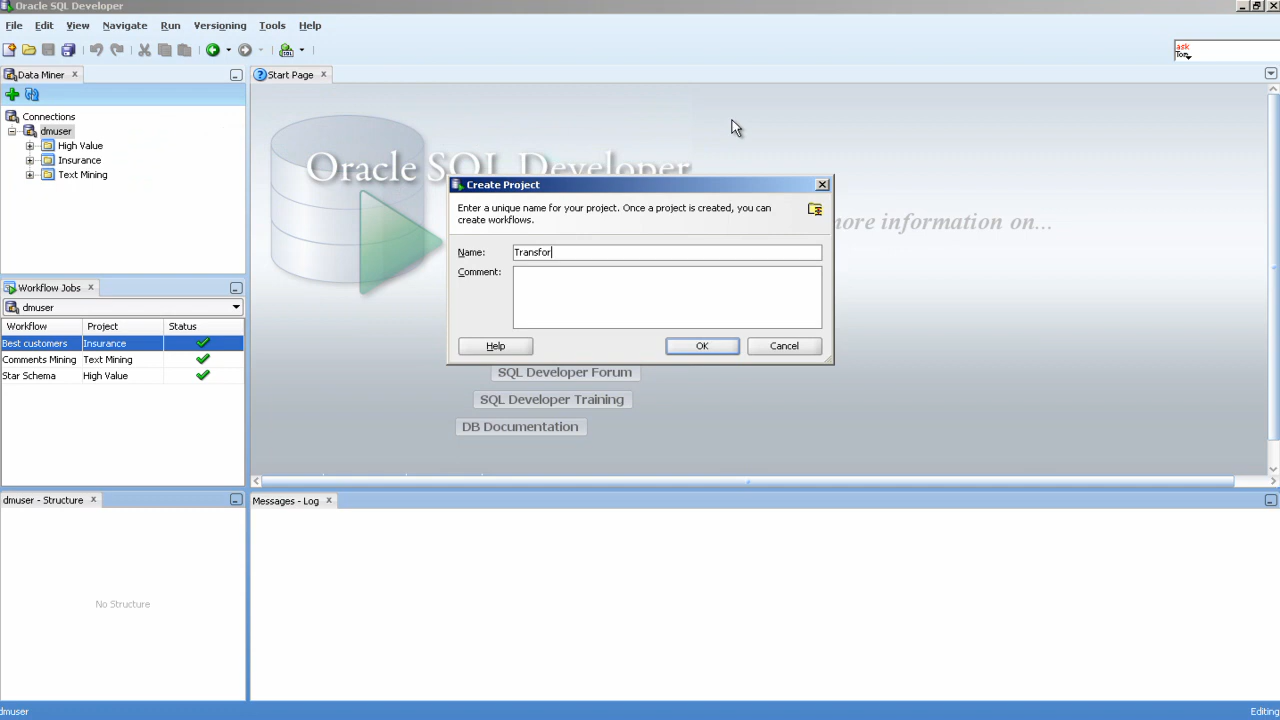 Oracle SQL Developer
File Edit View Navigate Run Versioning Tools Help
ask
Data Miner
Start Page
Connections
dmuser
High Value
Insurance
Text Mining
Oracle SQL Developer
more information on...
Create Project
Enter a unique name for your project. Once a project is created, you can
create workflows.
Name: Transfor
Comment:
Help OK Cancel
SQL Developer Forum
SQL Developer Training
DB Documentation
Workflow Jobs
dmuser
Workflow Project Status
Best customers Insurance
Comments Mining Text Mining
Star Schema High Value
dmuser - Structure
No Structure
Messages - Log
dmuser Editing